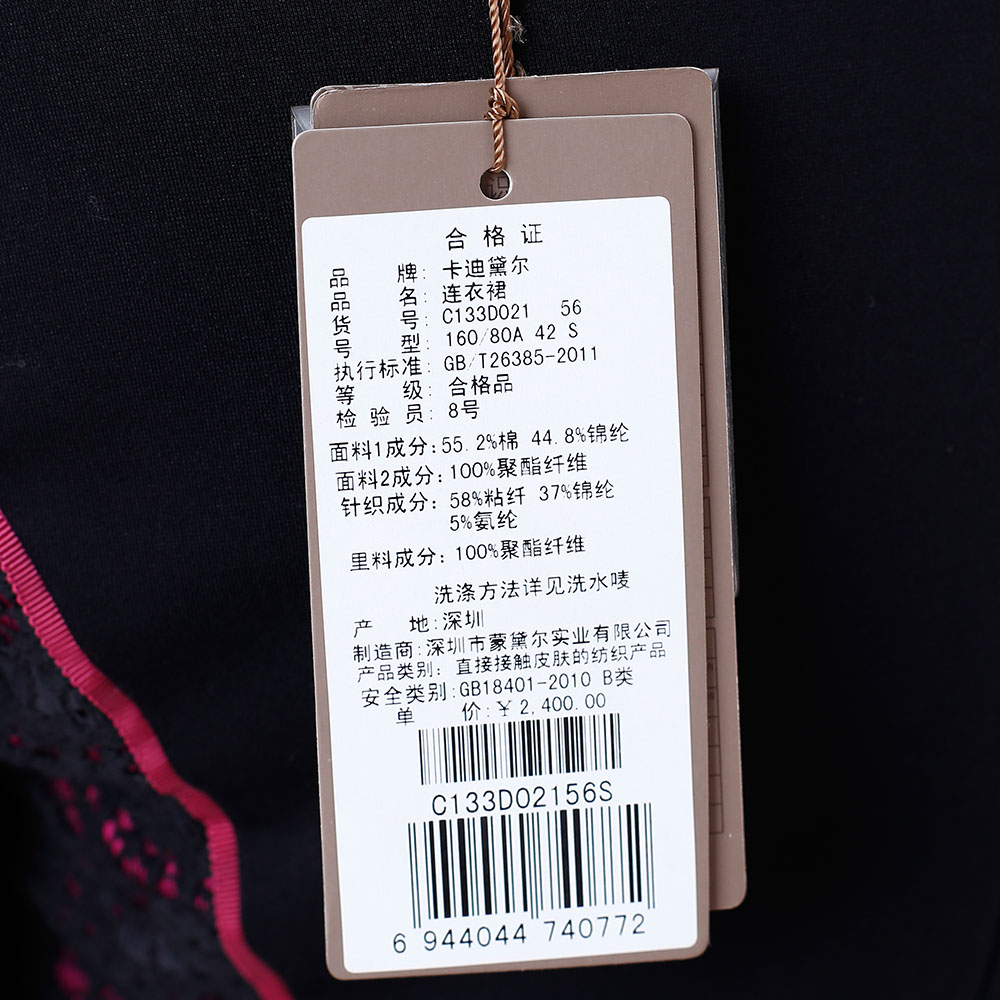 合格证
品牌: 卡迪黛尔
品名: 连衣裙
货号: C133D021 56
号型: 160/80A 42 S
执行标准: GB/T26385-2011
等级: 合格品
检验员: 8号
面料1成分: 55.2%棉 44.8%锦纶
面料2成分: 100%聚酯纤维
针织成分: 58%粘纤 37%锦纶
5%氨纶
里料成分: 100%聚酯纤维
洗涤方法详见洗水唛
产地: 深圳
制造商: 深圳市蒙黛尔实业有限公司
产品类别: 直接接触皮肤的纺织产品
安全类别: GB18401-2010 B类
单价: ¥2,400.00
C133D02156S
6 944044 740772